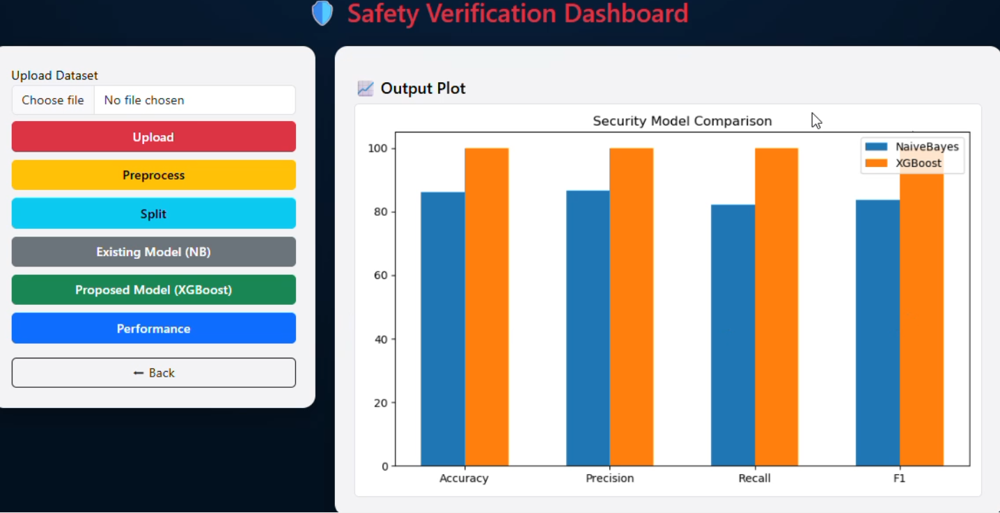 Safety Verification Dashboard
Upload Dataset
Choose file No file chosen
Upload
Preprocess
Split
Existing Model (NB)
Proposed Model (XGBoost)
Performance
← Back
Output Plot
Security Model Comparison
NaiveBayes
XGBoost
100
80
60
40
20
0
Accuracy Precision Recall F1